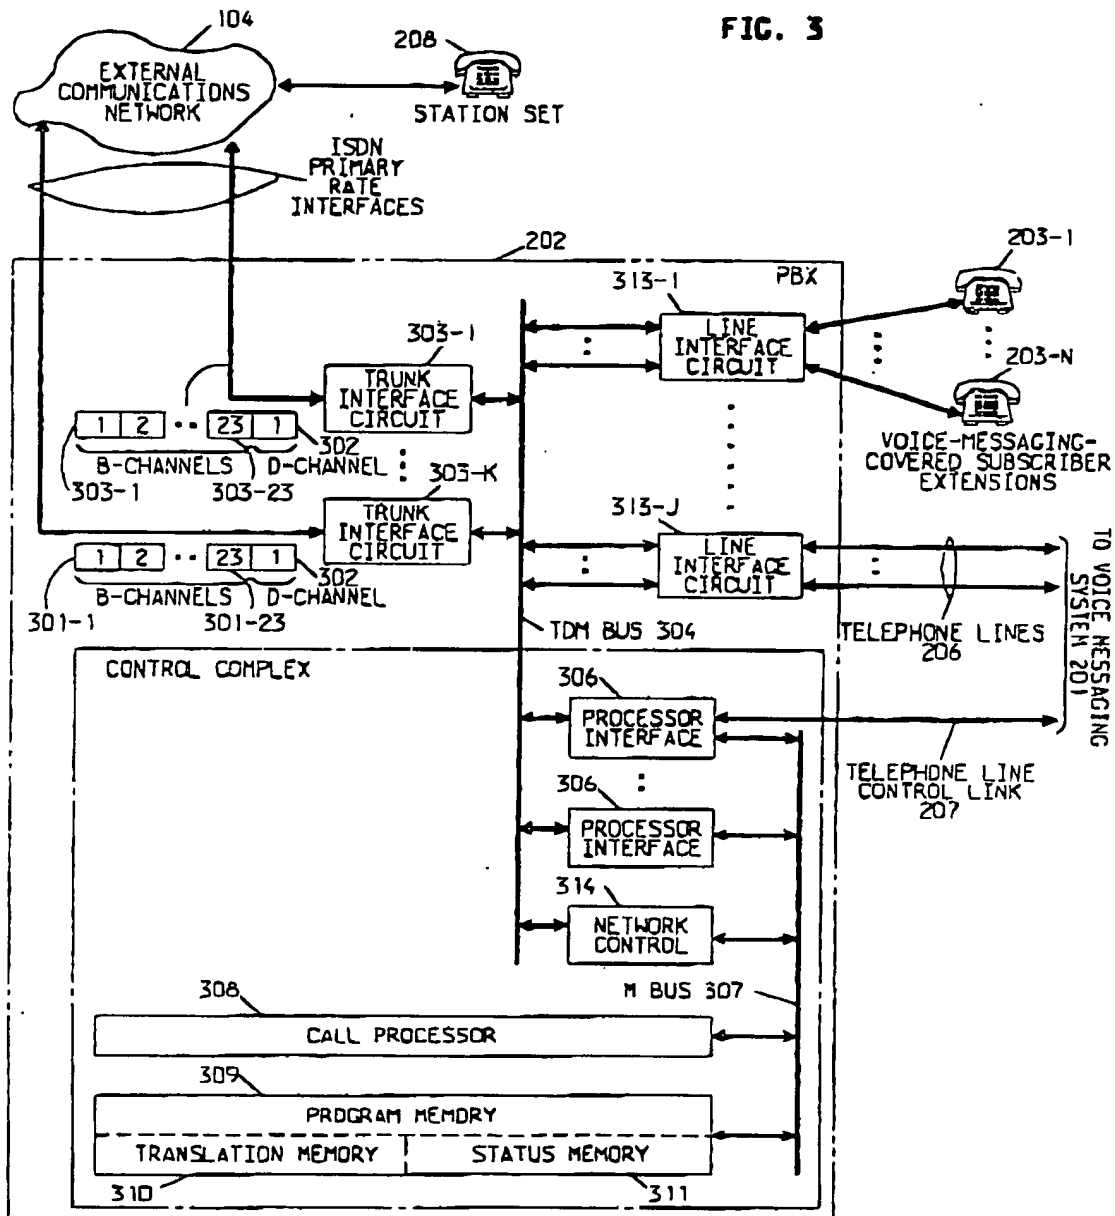 FIG. 3
104
EXTERNAL
COMMUNICATIONS
NETWORK
208
STATION SET
ISDN
PRIMARY
RATE
INTERFACES
202
PBX
203-1
203-N
VOICE-MESSAGING-
COVERED SUBSCRIBER
EXTENSIONS
313-1
LINE
INTERFACE
CIRCUIT
303-1
TRUNK
INTERFACE
CIRCUIT
1 2 23 1
302
B-CHANNELS D-CHANNEL
303-1 303-23
303-K
TRUNK
INTERFACE
CIRCUIT
1 2 23 1
302
B-CHANNELS D-CHANNEL
301-1 301-23
313-J
LINE
INTERFACE
CIRCUIT
TELEPHONE LINES
206
TO VOICE MESSAGING
SYSTEM 201
TDM BUS 304
CONTROL COMPLEX
306
PROCESSOR
INTERFACE
TELEPHONE LINE
CONTROL LINK
207
306
PROCESSOR
INTERFACE
314
NETWORK
CONTROL
M BUS 307
308
CALL PROCESSOR
309
PROGRAM MEMORY
TRANSLATION MEMORY STATUS MEMORY
310 311